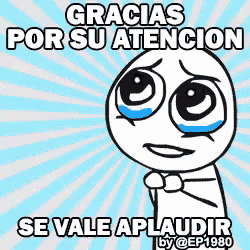 GRACIAS
POR SU ATENCION
SE VALE APLAUDIR
by @EP1980